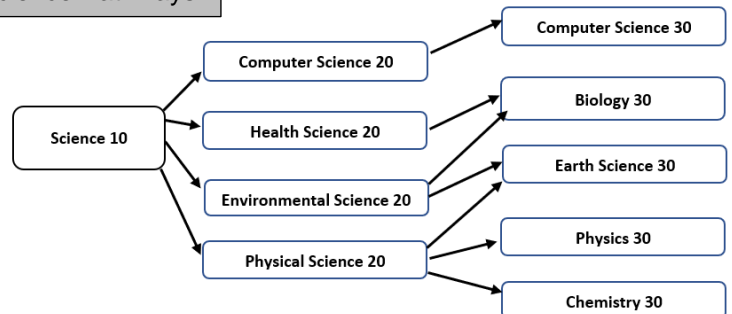 Science 10
Computer Science 20
Health Science 20
Environmental Science 20
Physical Science 20
Computer Science 30
Biology 30
Earth Science 30
Physics 30
Chemistry 30